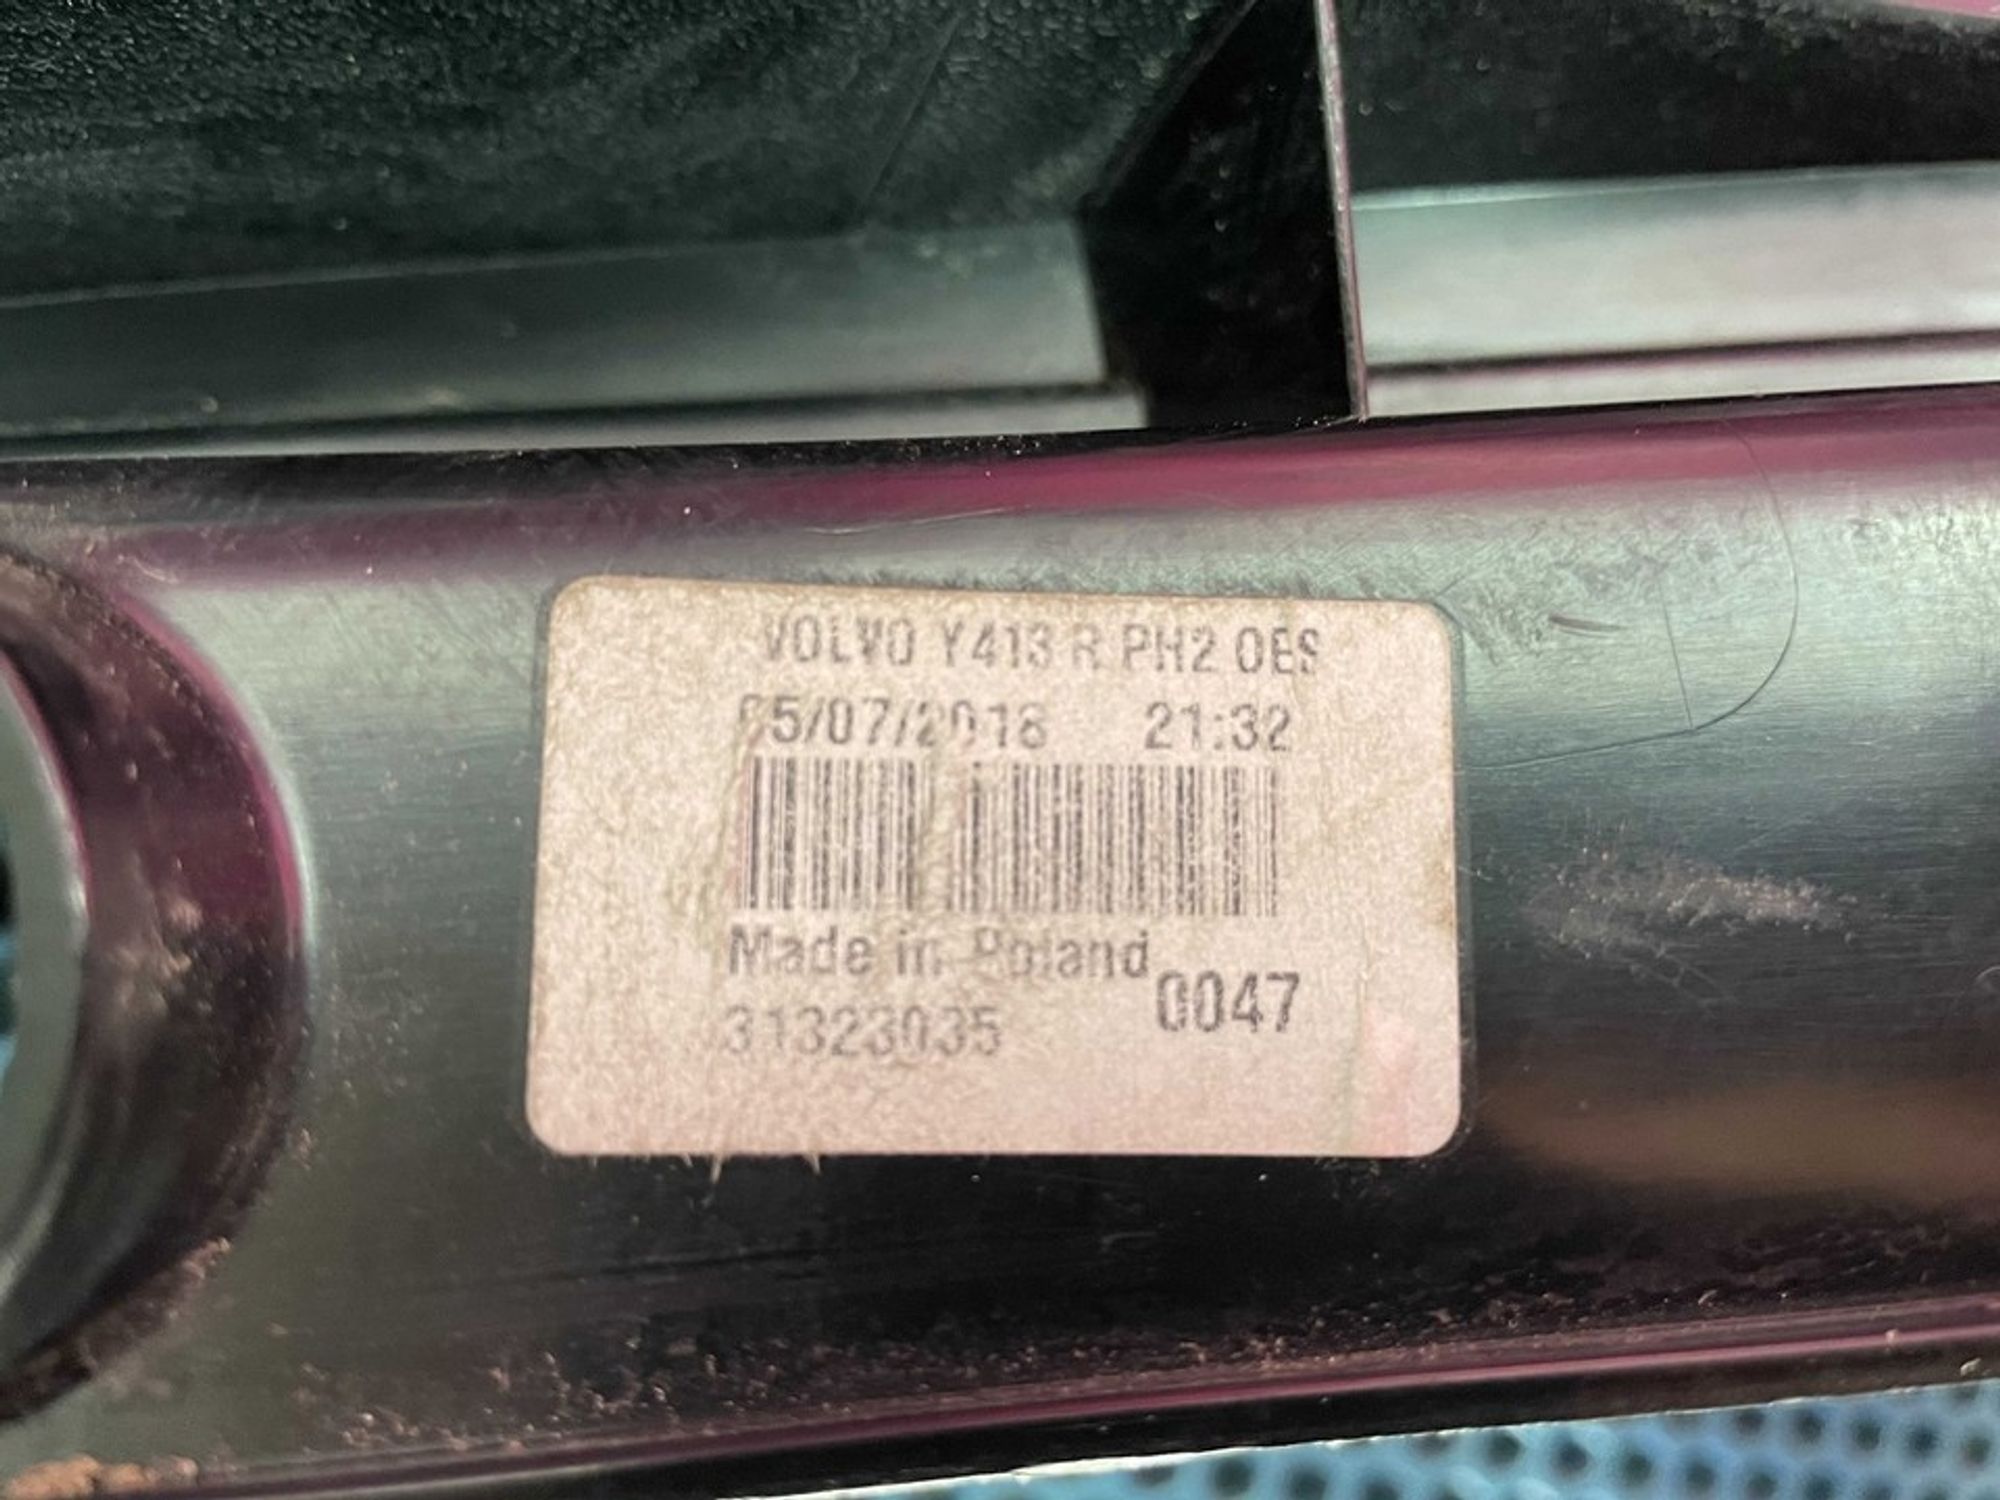 VOLVO Y413 R PH2 OES
05/07/2018 21:32
Made in Poland
0047
31323035